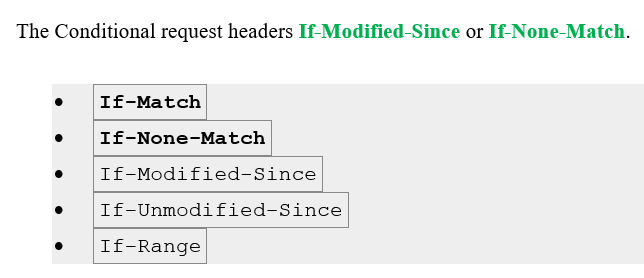 The Conditional request headers If-Modified-Since or If-None-Match.
• If-Match
• If-None-Match
• If-Modified-Since
• If-Unmodified-Since
• If-Range